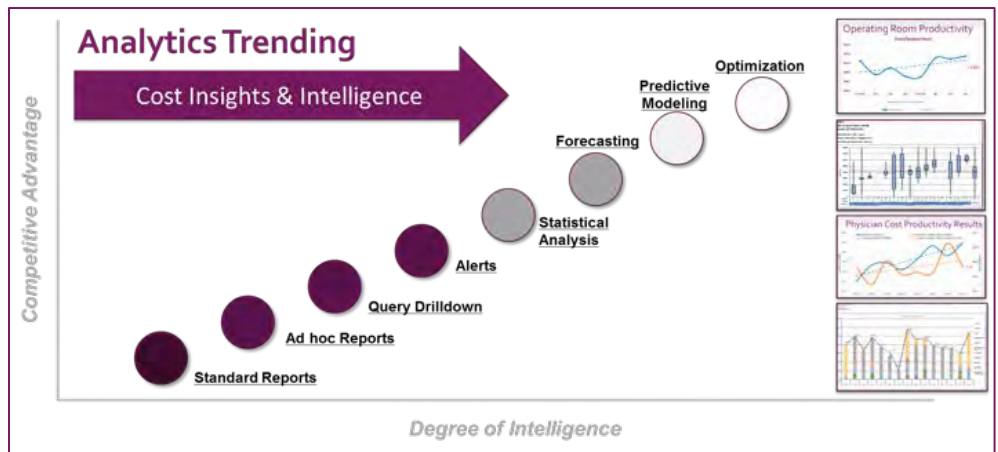 Analytics Trending
Cost Insights & Intelligence
Competitive Advantage
Optimization
Predictive
Modeling
Forecasting
Statistical
Analysis
Alerts
Query Drilldown
Ad hoc Reports
Standard Reports
Degree of Intelligence
Operating Room Productivity
Physician Cost Productivity Results